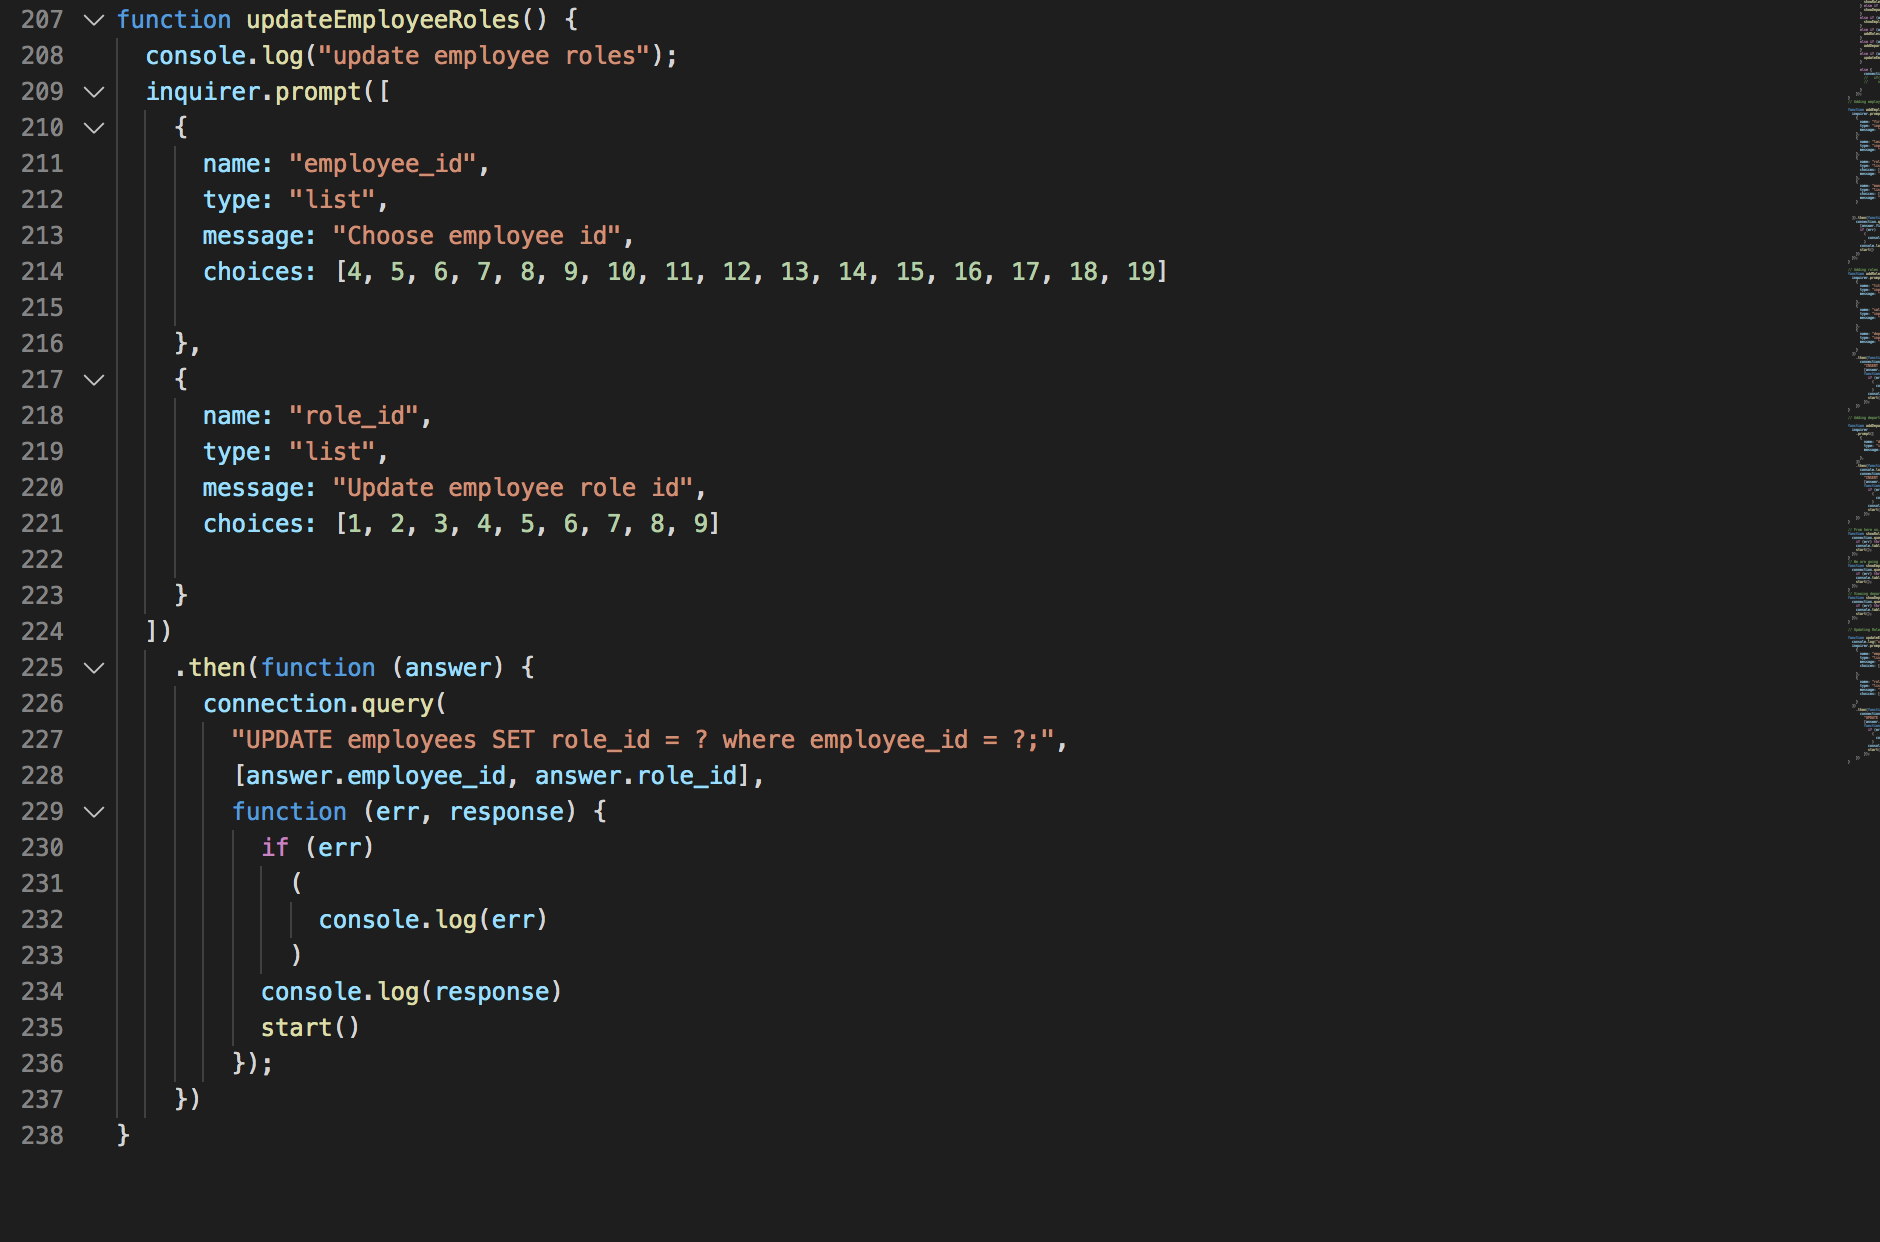 207 function updateEmployeeRoles() {
208 console.log("update employee roles");
209 inquirer.prompt([
210 {
211 name: "employee_id",
212 type: "list",
213 message: "Choose employee id",
214 choices: [4, 5, 6, 7, 8, 9, 10, 11, 12, 13, 14, 15, 16, 17, 18, 19]
215
216 },
217 {
218 name: "role_id",
219 type: "list",
220 message: "Update employee role id",
221 choices: [1, 2, 3, 4, 5, 6, 7, 8, 9]
222
223 }
224 ])
225 .then(function (answer) {
226 connection.query(
227 "UPDATE employees SET role_id = ? where employee_id = ?;",
228 [answer.employee_id, answer.role_id],
229 function (err, response) {
230 if (err)
231 (
232 console.log(err)
233 )
234 console.log(response)
235 start()
236 });
237 })
238 }